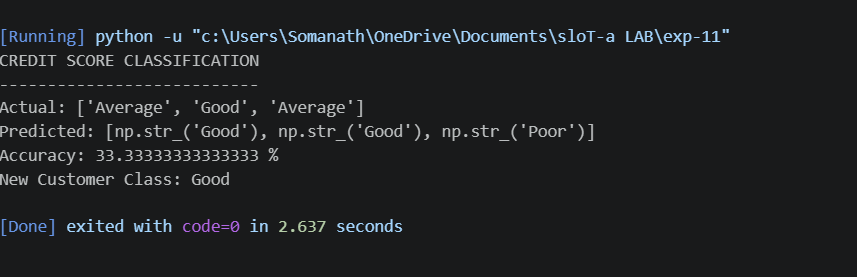 [Running] python -u "c:\Users\Somanath\OneDrive\Documents\sloT-a LAB\exp-11"
CREDIT SCORE CLASSIFICATION
---------------------------
Actual: ['Average', 'Good', 'Average']
Predicted: [np.str_('Good'), np.str_('Good'), np.str_('Poor')]
Accuracy: 33.33333333333333 %
New Customer Class: Good
[Done] exited with code=0 in 2.637 seconds